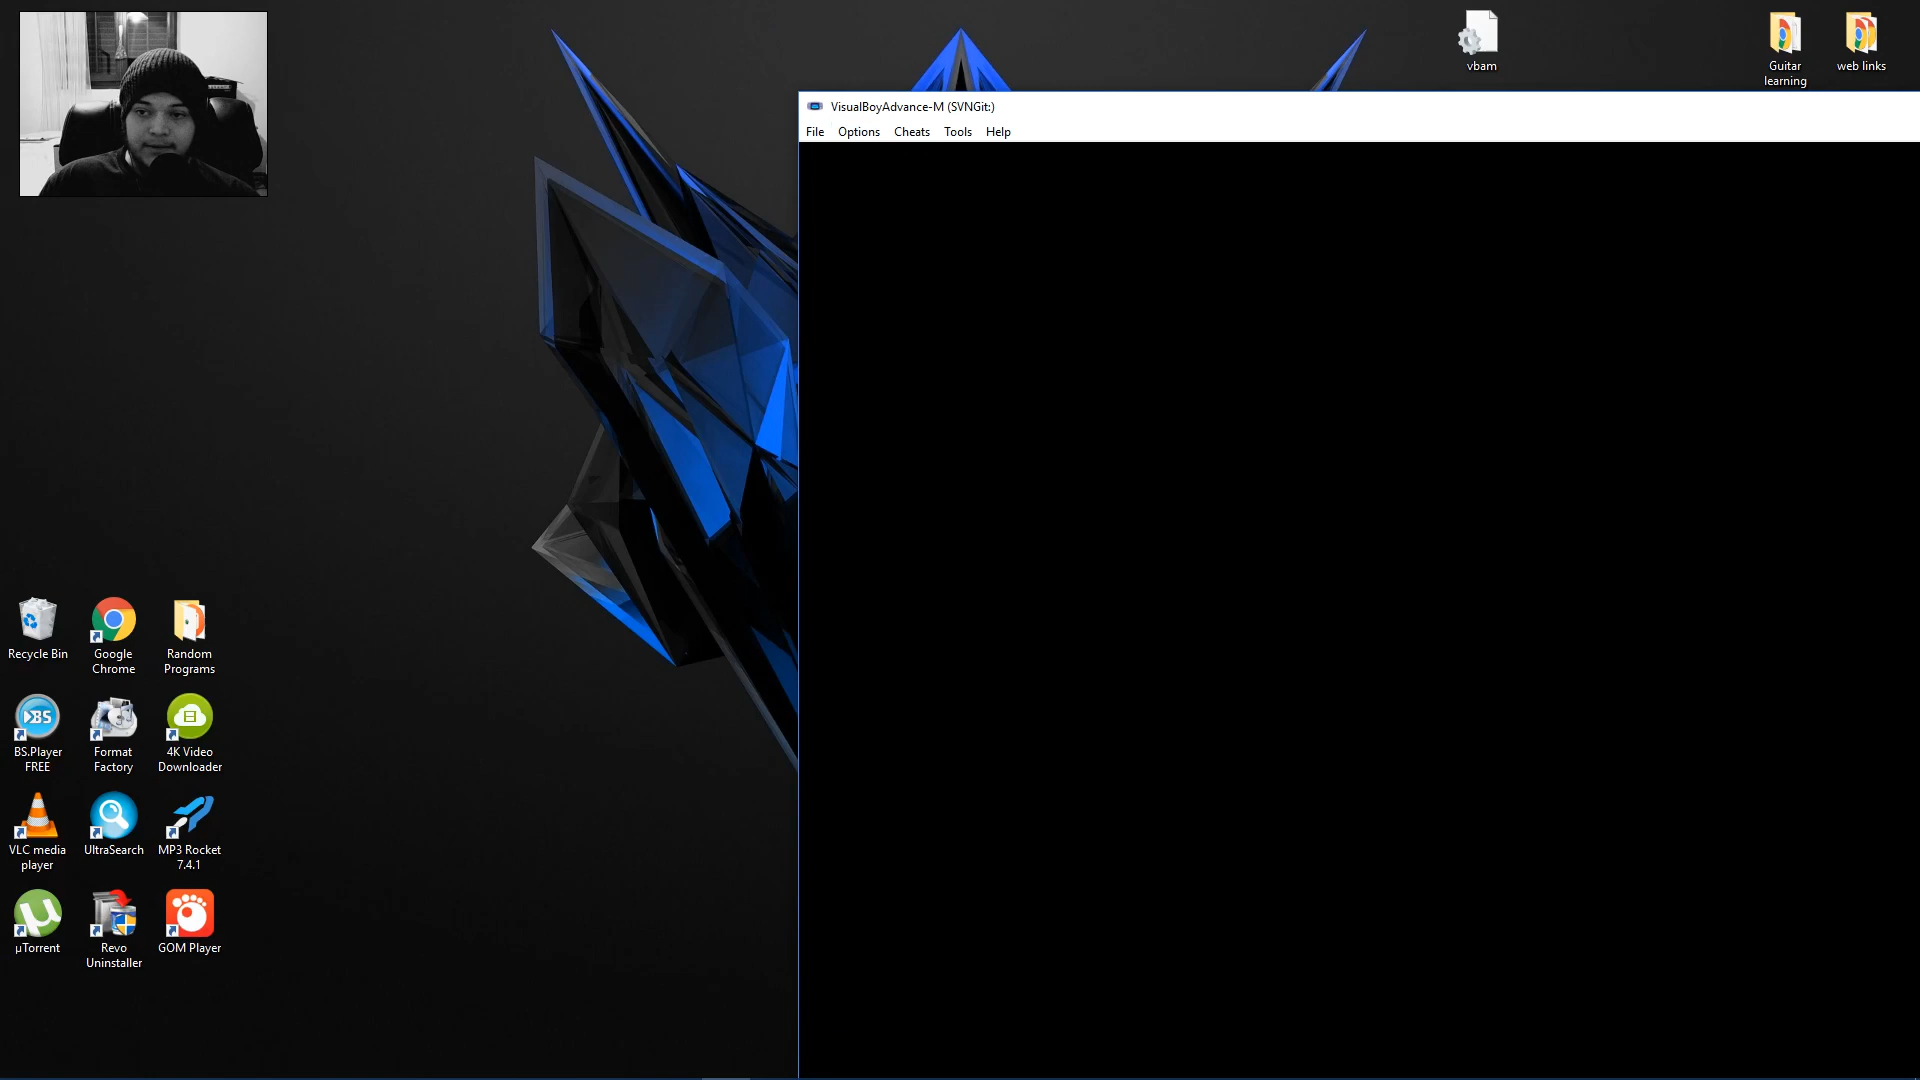 vbam
Guitar
learning
web links
VisualBoyAdvance-M (SVNGit:)
File Options Cheats Tools Help
Recycle Bin
Google
Chrome
Random
Programs
BS
BS.Player
FREE
Format
Factory
4K Video
Downloader
VLC media
player
UltraSearch
MP3 Rocket
7.4.1
µTorrent
Revo
Uninstaller
GOM Player